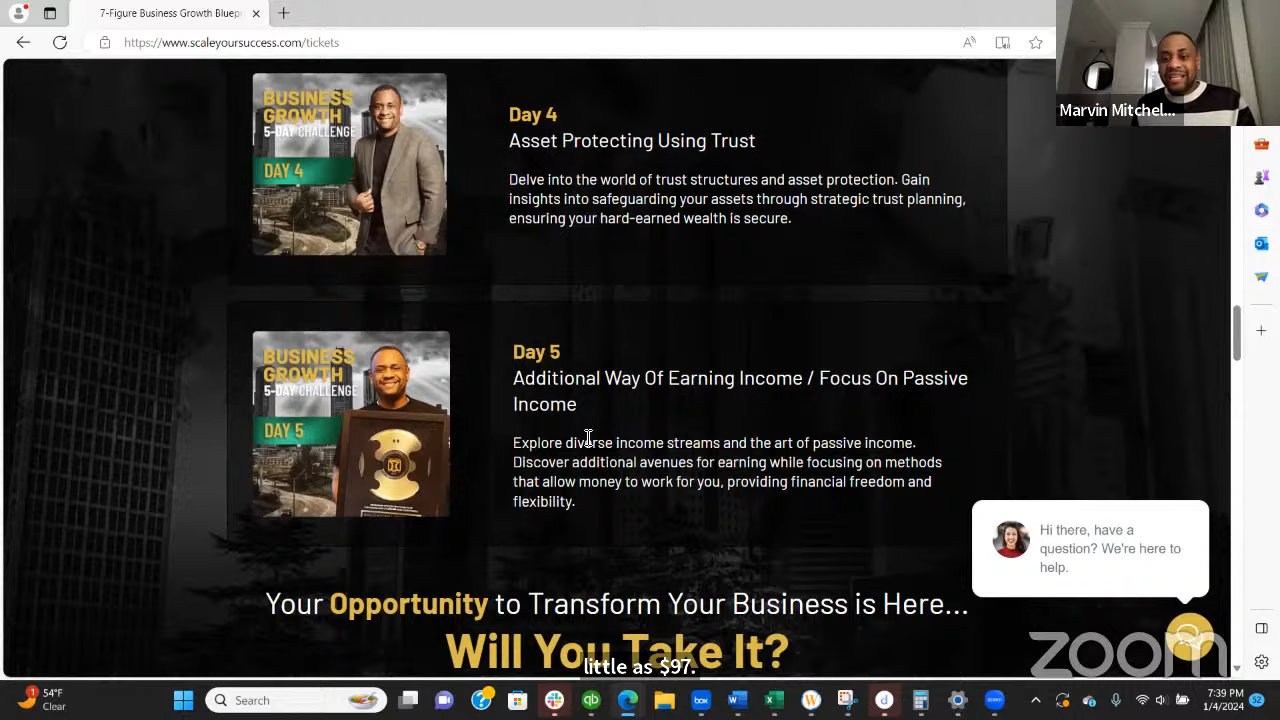 7-Figure Business Growth Bluep
https://www.scaleyoursuccess.com/tickets
Marvin Mitchel...
BUSINESS
GROWTH
5-DAY CHALLENGE
DAY 4
Day 4
Asset Protecting Using Trust
Delve into the world of trust structures and asset protection. Gain
insights into safeguarding your assets through strategic trust planning,
ensuring your hard-earned wealth is secure.
BUSINESS
GROWTH
5-DAY CHALLENGE
DAY 5
Day 5
Additional Way Of Earning Income / Focus On Passive
Income
Explore diverse income streams and the art of passive income.
Discover additional avenues for earning while focusing on methods
that allow money to work for you, providing financial freedom and
flexibility.
Hi there, have a
question? We're here to
help.
Your Opportunity to Transform Your Business is Here...
Will You Take It?
little as $97.
zoom
1
54°F
Clear
Search
box
zoom
7:39 PM
1/4/2024
52